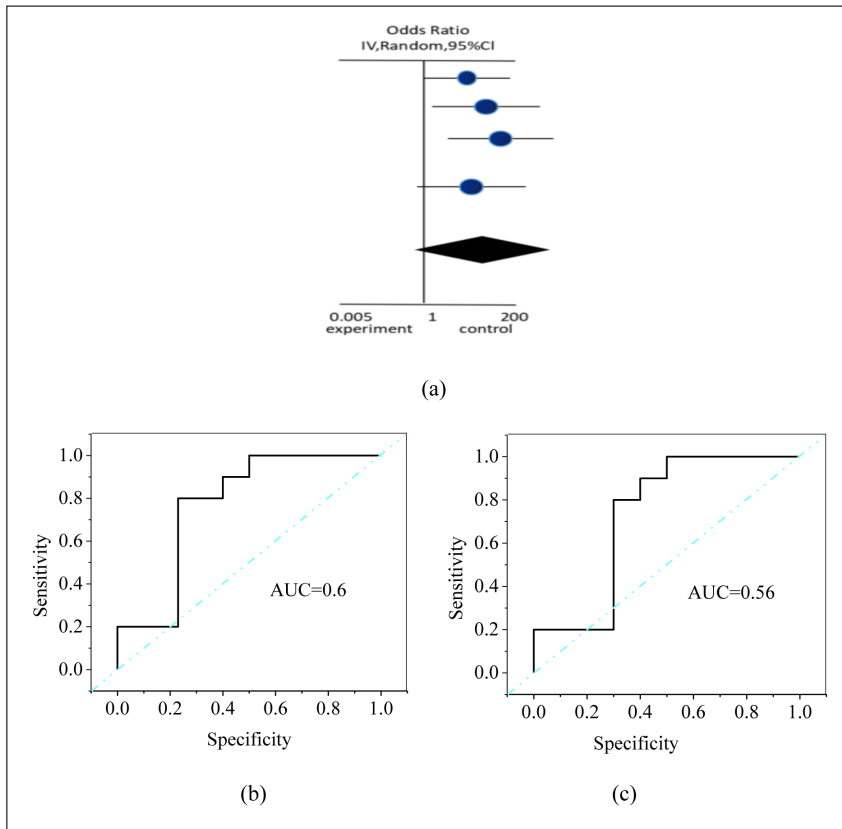 Odds Ratio
IV,Random,95%CI
0.005 1 200
experiment control
(a)
1.0
0.8
0.6
0.4
0.2
0.0
Sensitivity
AUC=0.6
0.0 0.2 0.4 0.6 0.8 1.0
Specificity
(b)
1.0
0.8
0.6
0.4
0.2
0.0
Sensitivity
AUC=0.56
0.0 0.2 0.4 0.6 0.8 1.0
Specificity
(c)